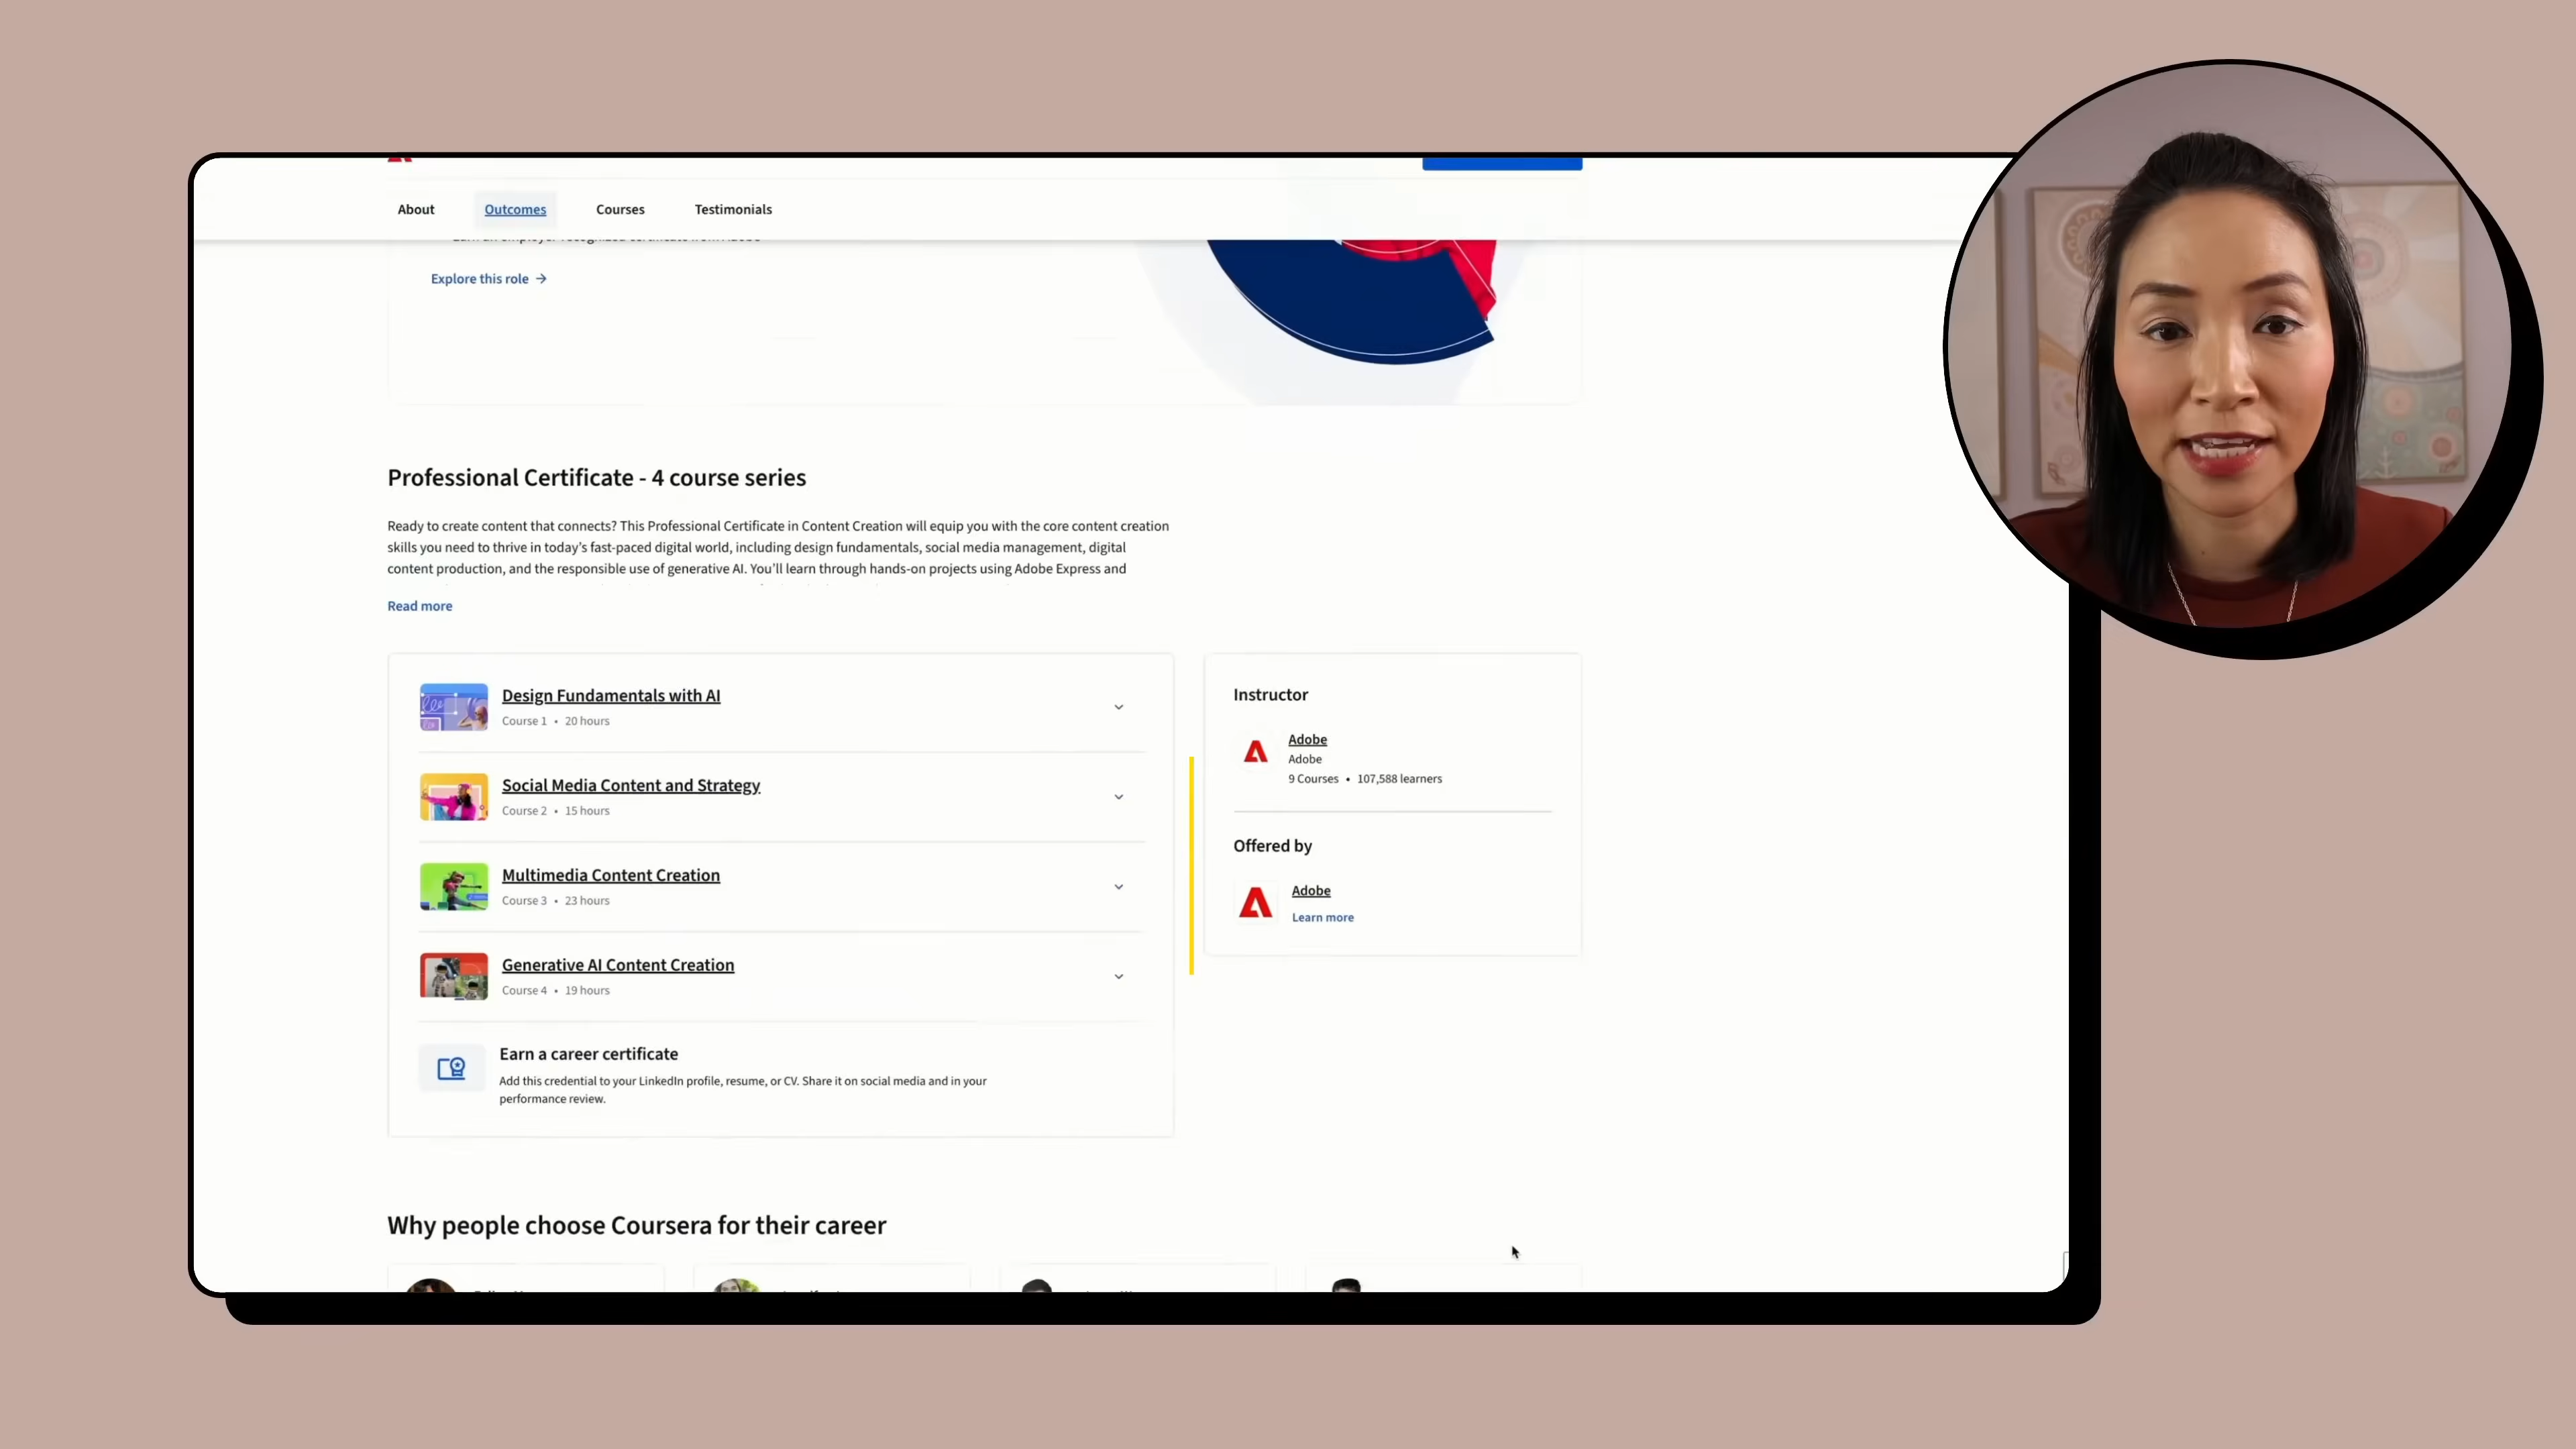 About
Outcomes
Courses
Testimonials
Explore this role →
Professional Certificate - 4 course series
Ready to create content that connects? This Professional Certificate in Content Creation will equip you with the core content creation
skills you need to thrive in today’s fast-paced digital world, including design fundamentals, social media management, digital
content production, and the responsible use of generative AI. You’ll learn through hands-on projects using Adobe Express and
Read more
Design Fundamentals with AI
Course 1 • 20 hours
Social Media Content and Strategy
Course 2 • 15 hours
Multimedia Content Creation
Course 3 • 23 hours
Generative AI Content Creation
Course 4 • 19 hours
Earn a career certificate
Add this credential to your LinkedIn profile, resume, or CV. Share it on social media and in your
performance review.
Instructor
Adobe
Adobe
9 Courses • 107,588 learners
Offered by
Adobe
Learn more
Why people choose Coursera for their career